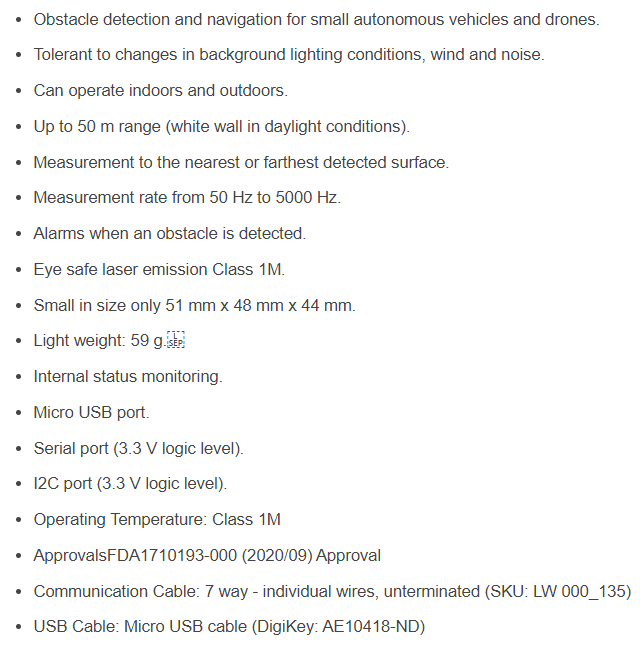 • Obstacle detection and navigation for small autonomous vehicles and drones.
• Tolerant to changes in background lighting conditions, wind and noise.
• Can operate indoors and outdoors.
• Up to 50 m range (white wall in daylight conditions).
• Measurement to the nearest or farthest detected surface.
• Measurement rate from 50 Hz to 5000 Hz.
• Alarms when an obstacle is detected.
• Eye safe laser emission Class 1M.
• Small in size only 51 mm x 48 mm x 44 mm.
• Light weight: 59 g.L SEP
• Internal status monitoring.
• Micro USB port.
• Serial port (3.3 V logic level).
• I2C port (3.3 V logic level).
• Operating Temperature: Class 1M
• ApprovalsFDA1710193-000 (2020/09) Approval
• Communication Cable: 7 way - individual wires, unterminated (SKU: LW 000_135)
• USB Cable: Micro USB cable (DigiKey: AE10418-ND)